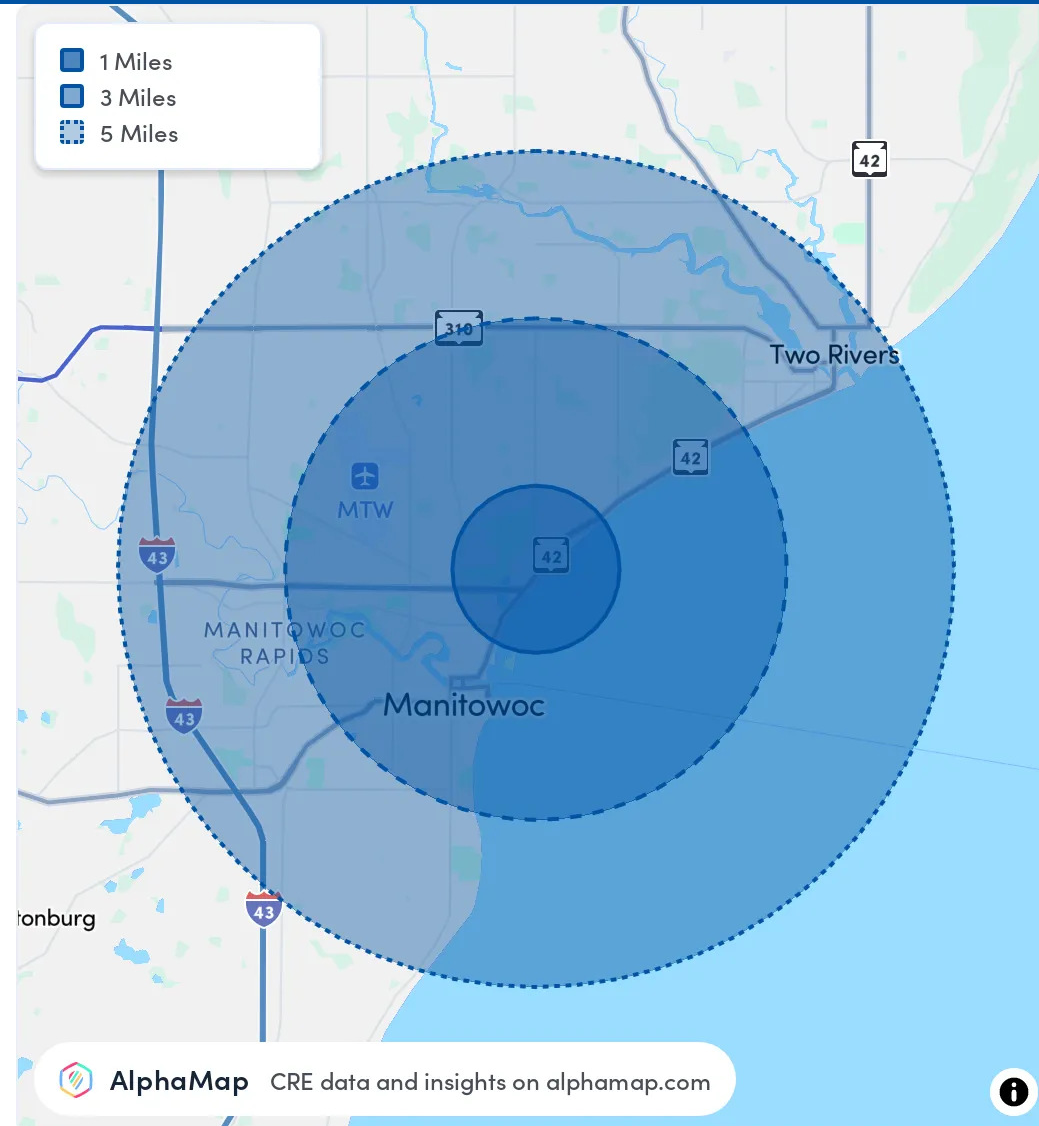 1 Miles
3 Miles
5 Miles
42
310
Two Rivers
42
MTW
42
43
MANITOWOC
RAPIDS
Manitowoc
43
43
tonburg
AlphaMap CRE data and insights on alphamap.com